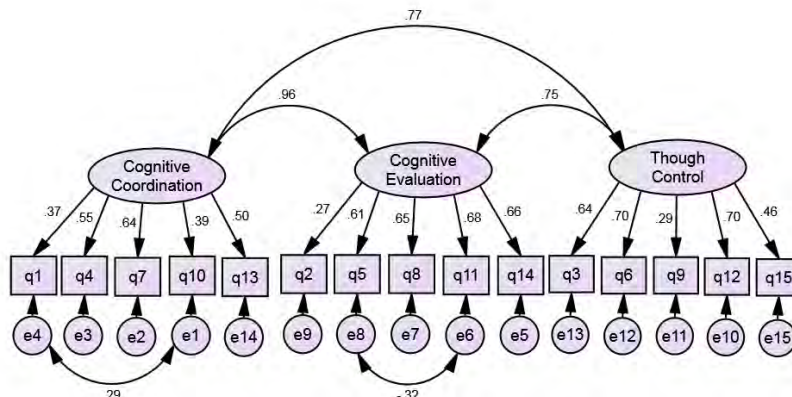 .77
.96
.75
Cognitive
Coordination
Cognitive
Evaluation
Though
Control
.37
.55
.64
.39
.50
.27
.61
.65
.68
.66
.64
.70
.29
.70
.46
q1
q4
q7
q10
q13
q2
q5
q8
q11
q14
q3
q6
q9
q12
q15
e4
e3
e2
e1
e14
e9
e8
e7
e6
e5
e13
e12
e11
e10
e15
.29
-.32